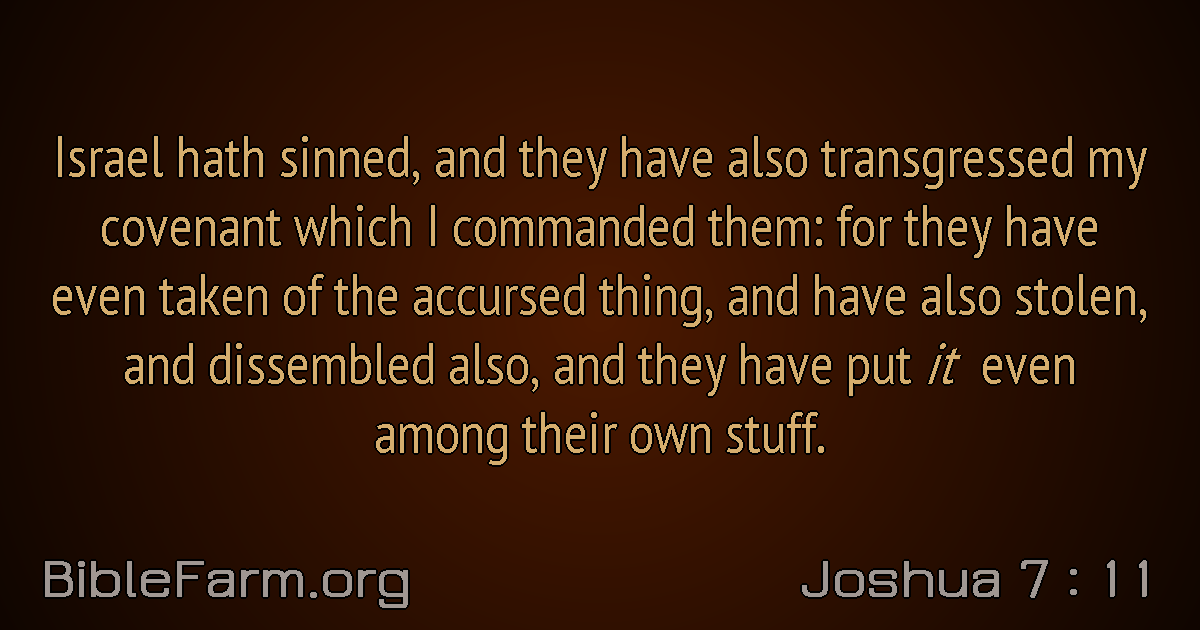 Israel hath sinned, and they have also transgressed my
covenant which I commanded them: for they have
even taken of the accursed thing, and have also stolen,
and dissembled also, and they have put it even
among their own stuff.
BibleFarm.org
Joshua 7 : 11